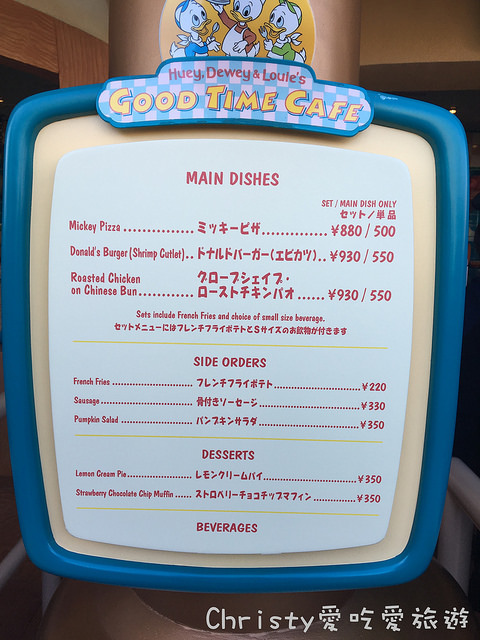 Huey, Dewey & Louie's
GOOD TIME CAFE
MAIN DISHES
SET / MAIN DISH ONLY
セット／単品
Mickey Pizza ............... ミッキーピザ............... ¥880 / 500
Donald's Burger (Shrimp Cutlet).. ドナルドバーガー(エビカツ).. ¥930 / 550
Roasted Chicken グローブシェイプ・
on Chinese Bun............ ローストチキンパオ ...... ¥930 / 550
Sets include French Fries and choice of small size beverage.
セットメニューにはフレンチフライポテトとSサイズのお飲物が付きます
SIDE ORDERS
French Fries ........................ フレンチフライポテト........................ ¥220
Sausage............................ 骨付きソーセージ............................ ¥330
Pumpkin Salad .................... パンプキンサラダ............................ ¥350
DESSERTS
Lemon Cream Pie.................. レモンクリームパイ.......................... ¥350
Strawberry Chocolate Chip Muffin ...... ストロベリーチョコチップマフィン.............. ¥350
BEVERAGES
Christy愛吃愛旅遊